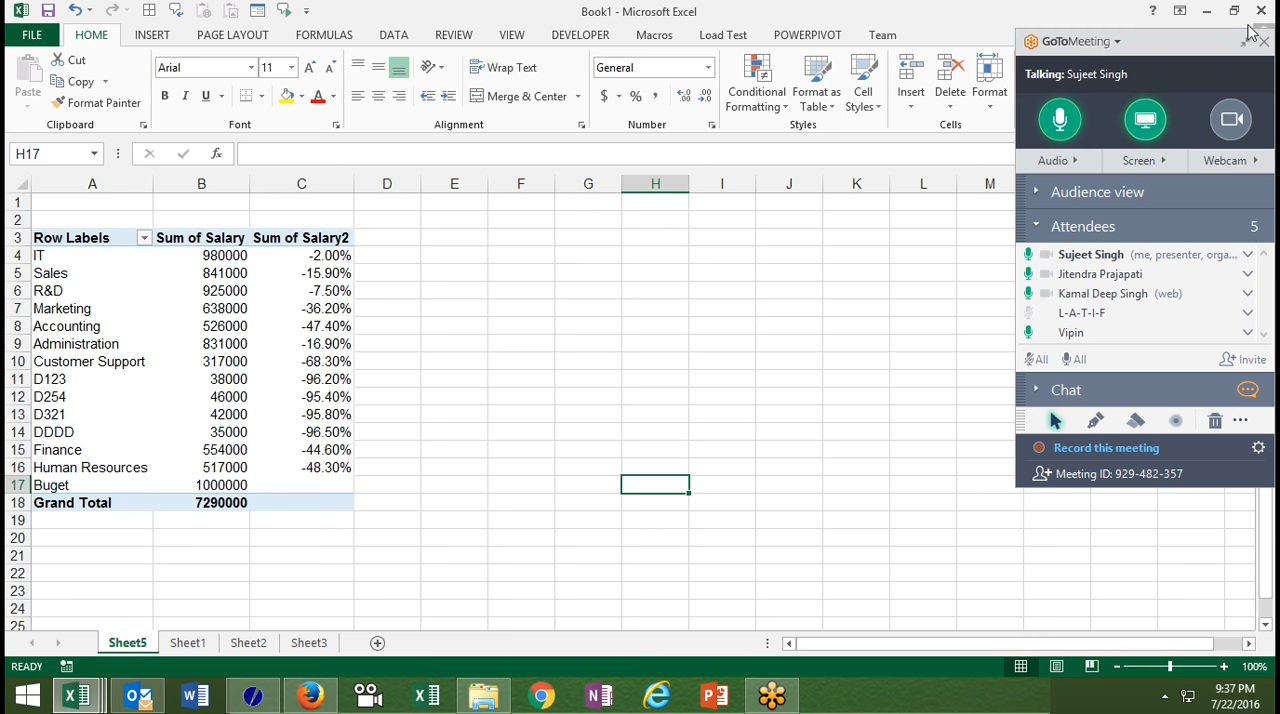 Book1 - Microsoft Excel
FILE HOME INSERT PAGE LAYOUT FORMULAS DATA REVIEW VIEW DEVELOPER Macros Load Test POWERPIVOT Team
Paste
Cut
Copy
Format Painter
Clipboard
Arial 11
B I U
Font
Wrap Text
Merge & Center
Alignment
General
$ % ,
Number
Conditional Formatting
Format as Table
Cell Styles
Styles
Insert Delete Format
Cells
H17
A B C D E F G H I J K L M
1
2
3 Row Labels Sum of Salary Sum of Salary2
4 IT 980000 -2.00%
5 Sales 841000 -15.90%
6 R&D 925000 -7.50%
7 Marketing 638000 -36.20%
8 Accounting 526000 -47.40%
9 Administration 831000 -16.90%
10 Customer Support 317000 -68.30%
11 D123 38000 -96.20%
12 D254 46000 -95.40%
13 D321 42000 -95.80%
14 DDDD 35000 -96.50%
15 Finance 554000 -44.60%
16 Human Resources 517000 -48.30%
17 Buget 1000000
18 Grand Total 7290000
19
20
21
22
23
24
25
GoToMeeting
Talking: Sujeet Singh
Audio Screen Webcam
Audience view
Attendees 5
Sujeet Singh (me, presenter, orga...
Jitendra Prajapati
Kamal Deep Singh (web)
L-A-T-I-F
Vipin
All All Invite
Chat
Record this meeting
Meeting ID: 929-482-357
Sheet5 Sheet1 Sheet2 Sheet3
READY 100%
9:37 PM
7/22/2016